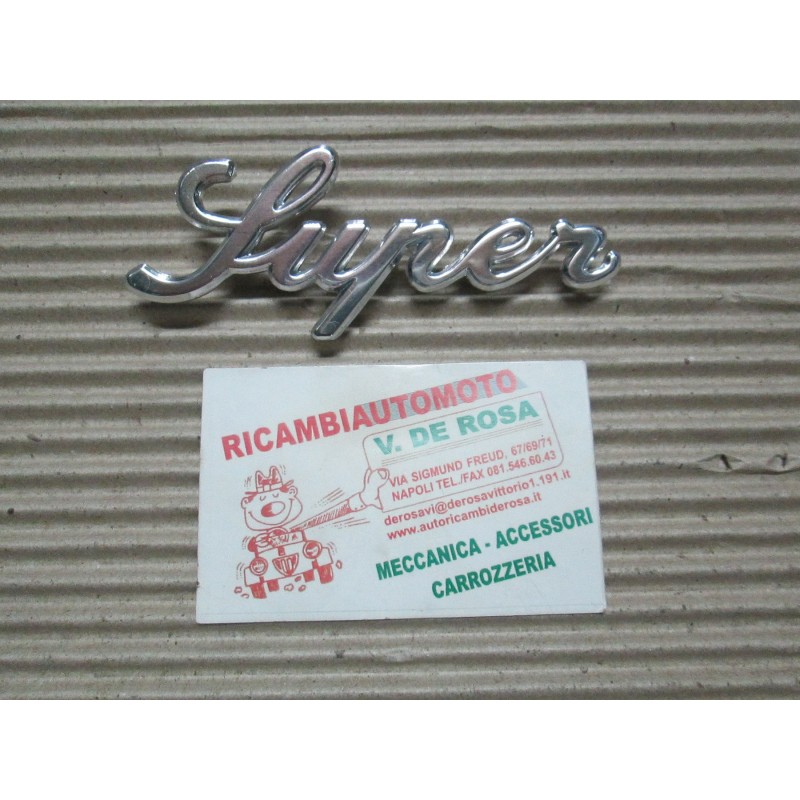 Super
RICAMBIAUTOMOTO
V. DE ROSA
VIA SIGMUND FREUD, 67/69/71
NAPOLI TEL./FAX 081.546.60.43
derosavi@derosavittorio1.191.it
www.autoricambiderosa.it
MECCANICA - ACCESSORI
CARROZZERIA